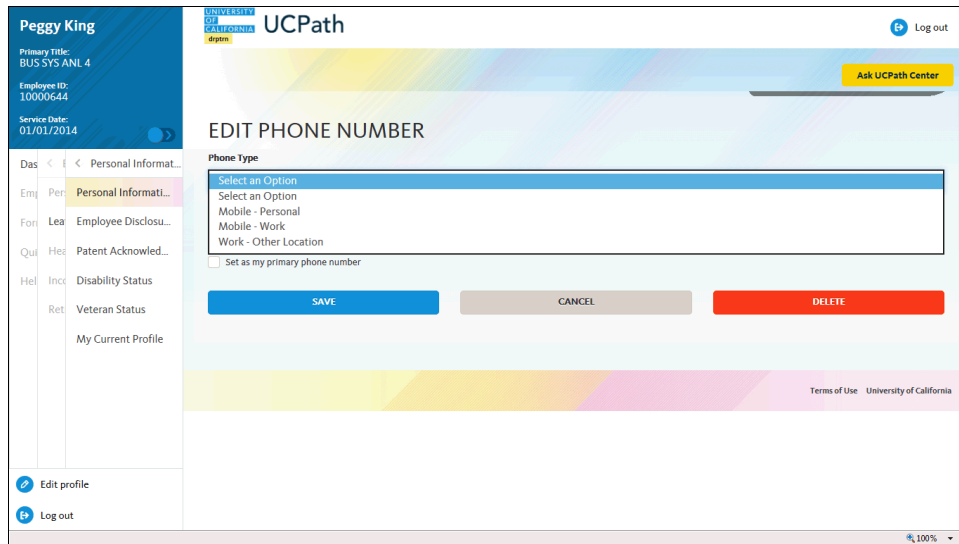 Peggy King
Primary Title:
BUS SYS ANL 4
Employee ID:
10000644
Service Date:
01/01/2014
UNIVERSITY
OF
CALIFORNIA
drptrn
UCPath
Log out
Ask UCPath Center
Das
Personal Informat...
Emp
Per
Personal Informati...
For
Lea
Employee Disclosu...
Qui
Hea
Patent Acknowled...
Hel
Inco
Disability Status
Ret
Veteran Status
My Current Profile
Edit profile
Log out
EDIT PHONE NUMBER
Phone Type
Select an Option
Select an Option
Mobile - Personal
Mobile - Work
Work - Other Location
Set as my primary phone number
SAVE
CANCEL
DELETE
Terms of Use University of California
100%